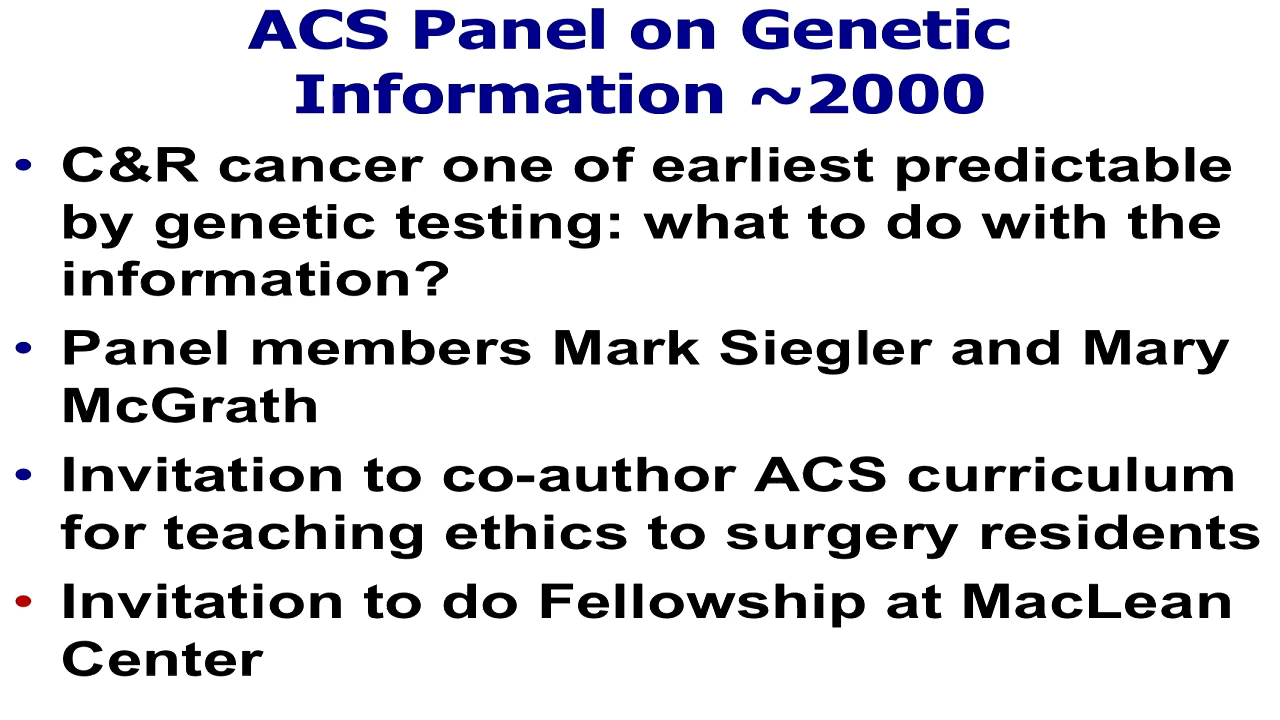 ACS Panel on Genetic
Information ~2000
• C&R cancer one of earliest predictable
by genetic testing: what to do with the
information?
• Panel members Mark Siegler and Mary
McGrath
• Invitation to co-author ACS curriculum
for teaching ethics to surgery residents
• Invitation to do Fellowship at MacLean
Center